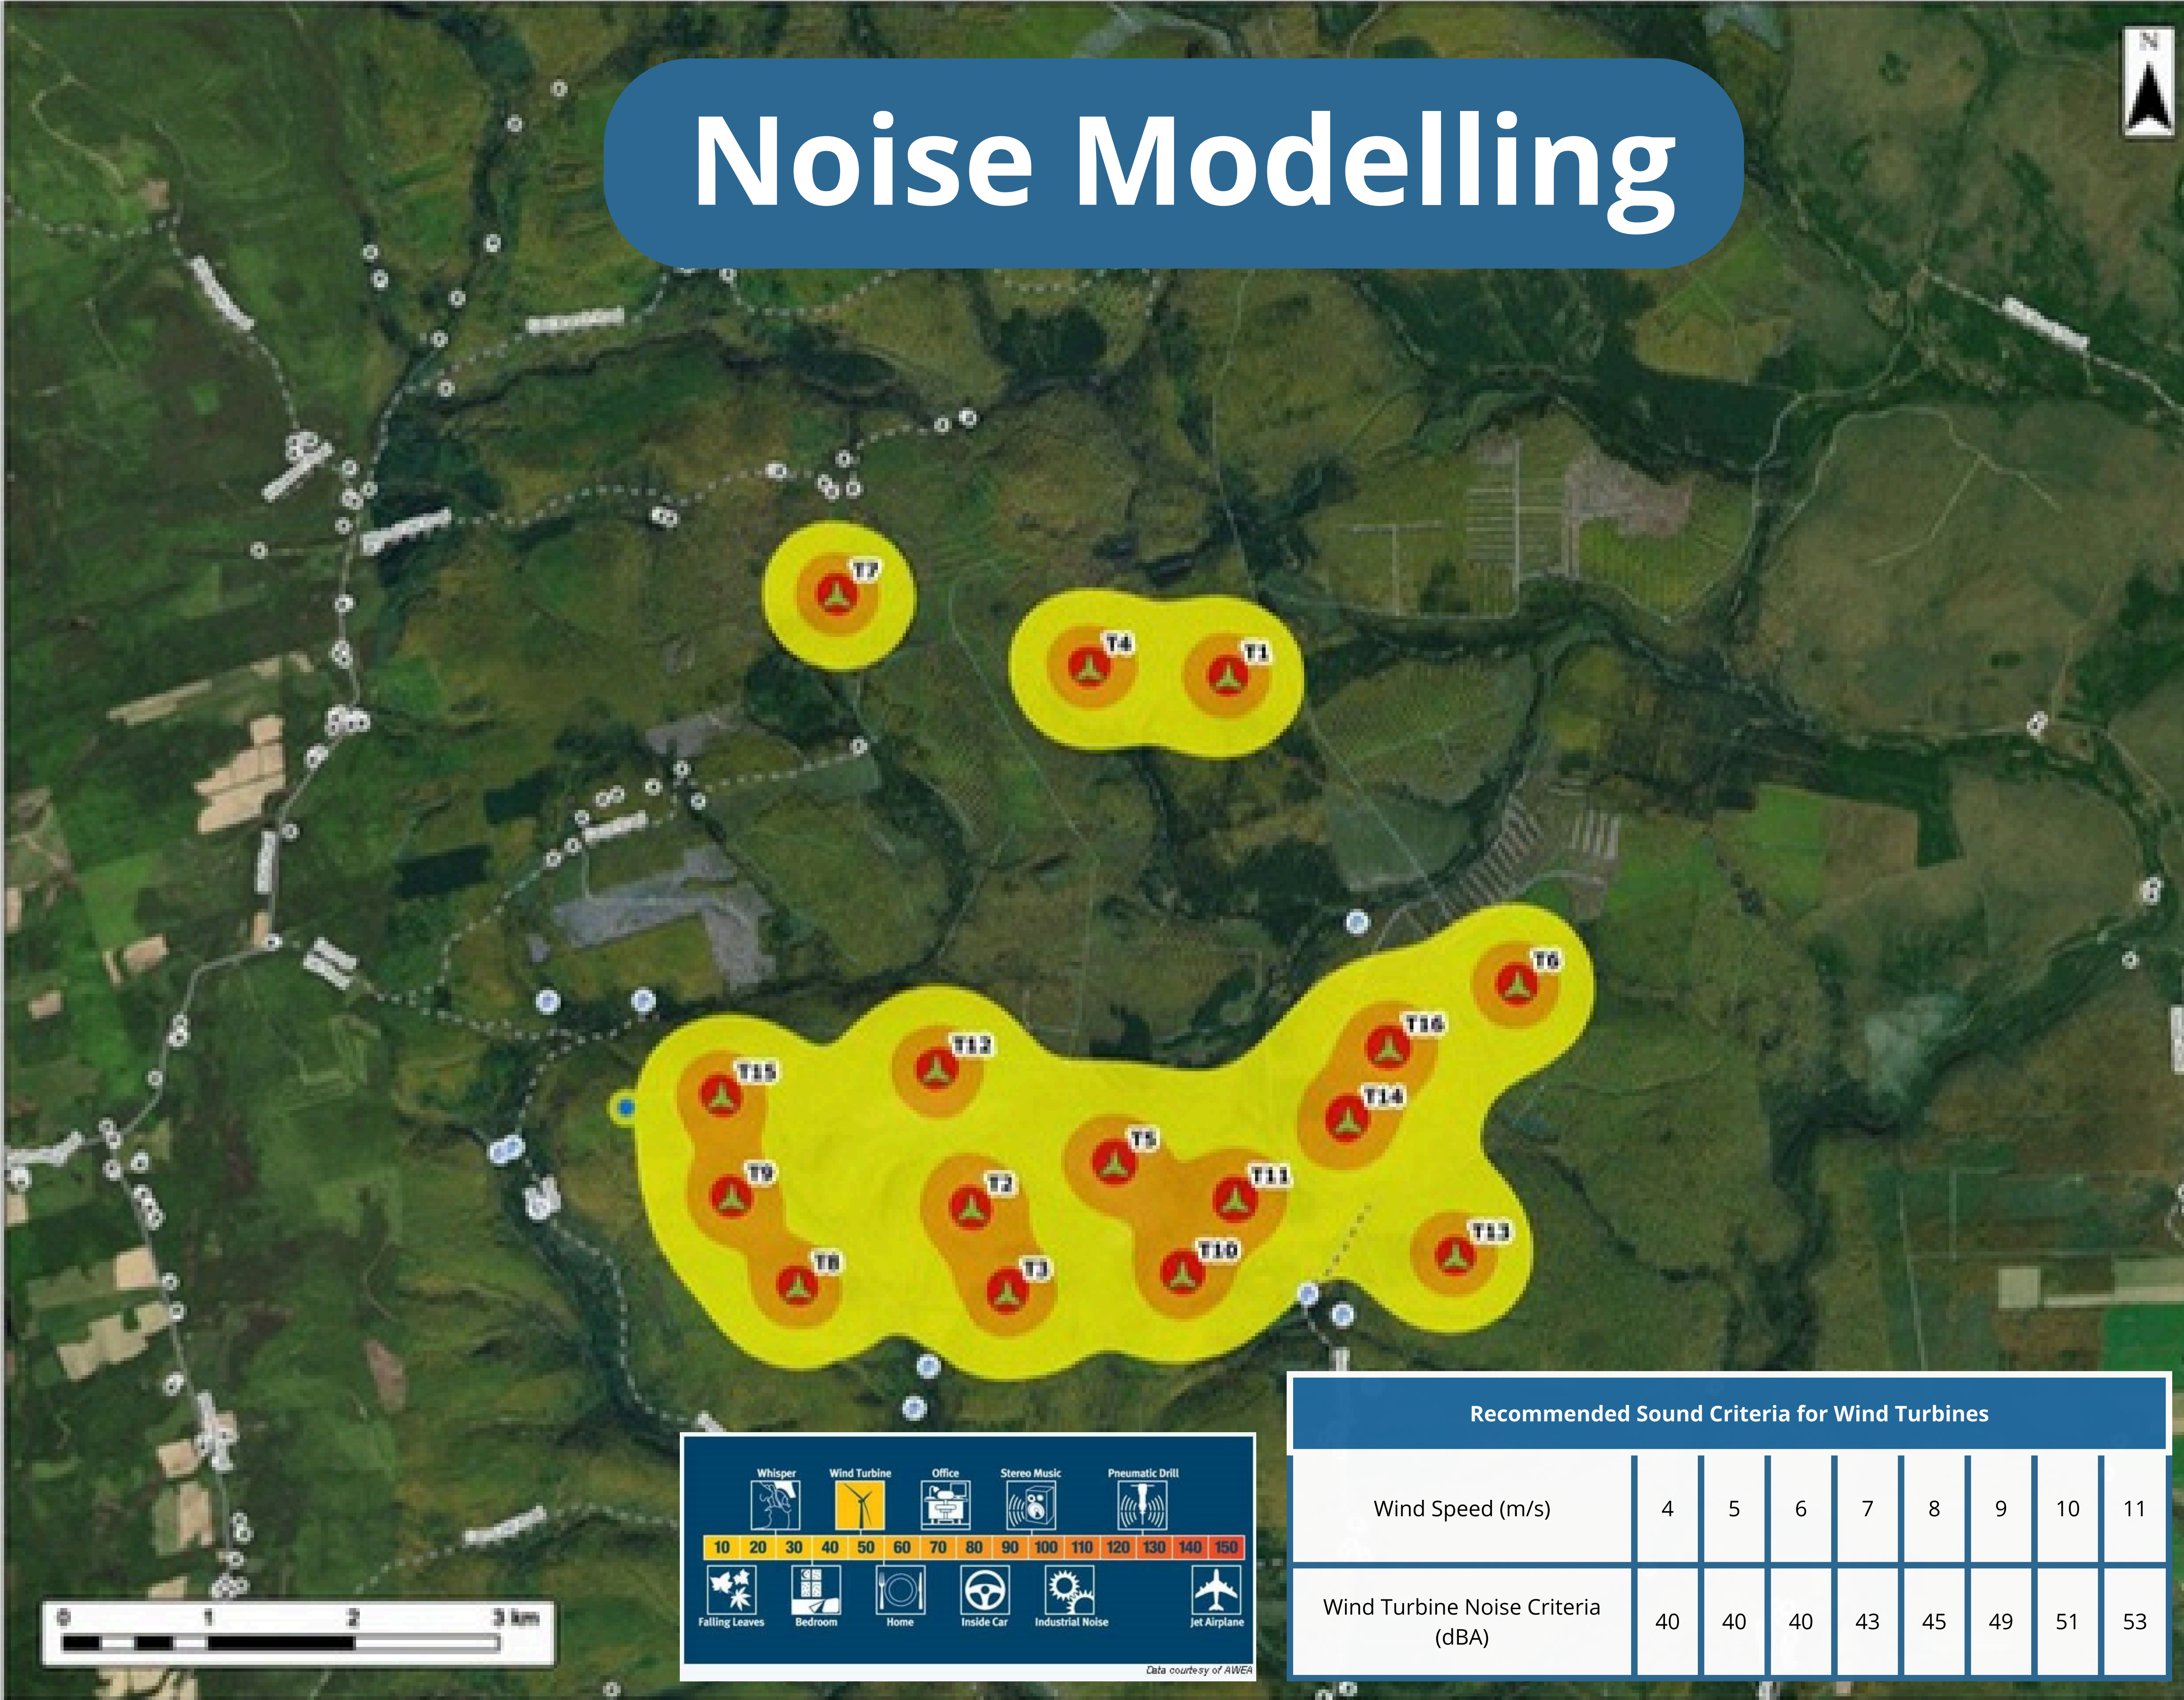 N
Noise Modelling
T7
T4
T1
T6
T16
T12
T15
T14
T5
T11
T9
T2
T13
T10
T8
T3
Recommended Sound Criteria for Wind Turbines
Wind Speed (m/s) 4 5 6 7 8 9 10 11
Wind Turbine Noise Criteria
(dBA) 40 40 40 43 45 49 51 53
Whisper Wind Turbine Office Stereo Music Pneumatic Drill
10 20 30 40 50 60 70 80 90 100 110 120 130 140 150
Falling Leaves Bedroom Home Inside Car Industrial Noise Jet Airplane
Data courtesy of AWEA
0 1 2 3 km